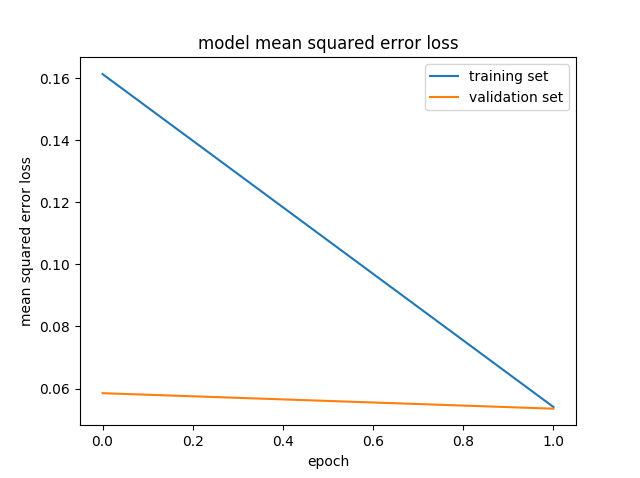 model mean squared error loss
training set
validation set
mean squared error loss
0.16
0.14
0.12
0.10
0.08
0.06
0.0 0.2 0.4 0.6 0.8 1.0
epoch